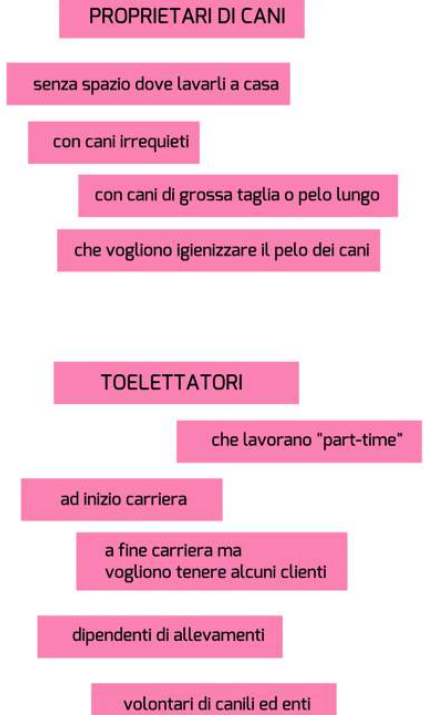 PROPRIETARI DI CANI
senza spazio dove lavarli a casa
con cani irrequieti
con cani di grossa taglia o pelo lungo
che vogliono igienizzare il pelo dei cani
TOELETTATORI
che lavorano "part-time"
ad inizio carriera
a fine carriera ma
vogliono tenere alcuni clienti
dipendenti di allevamenti
volontari di canili ed enti